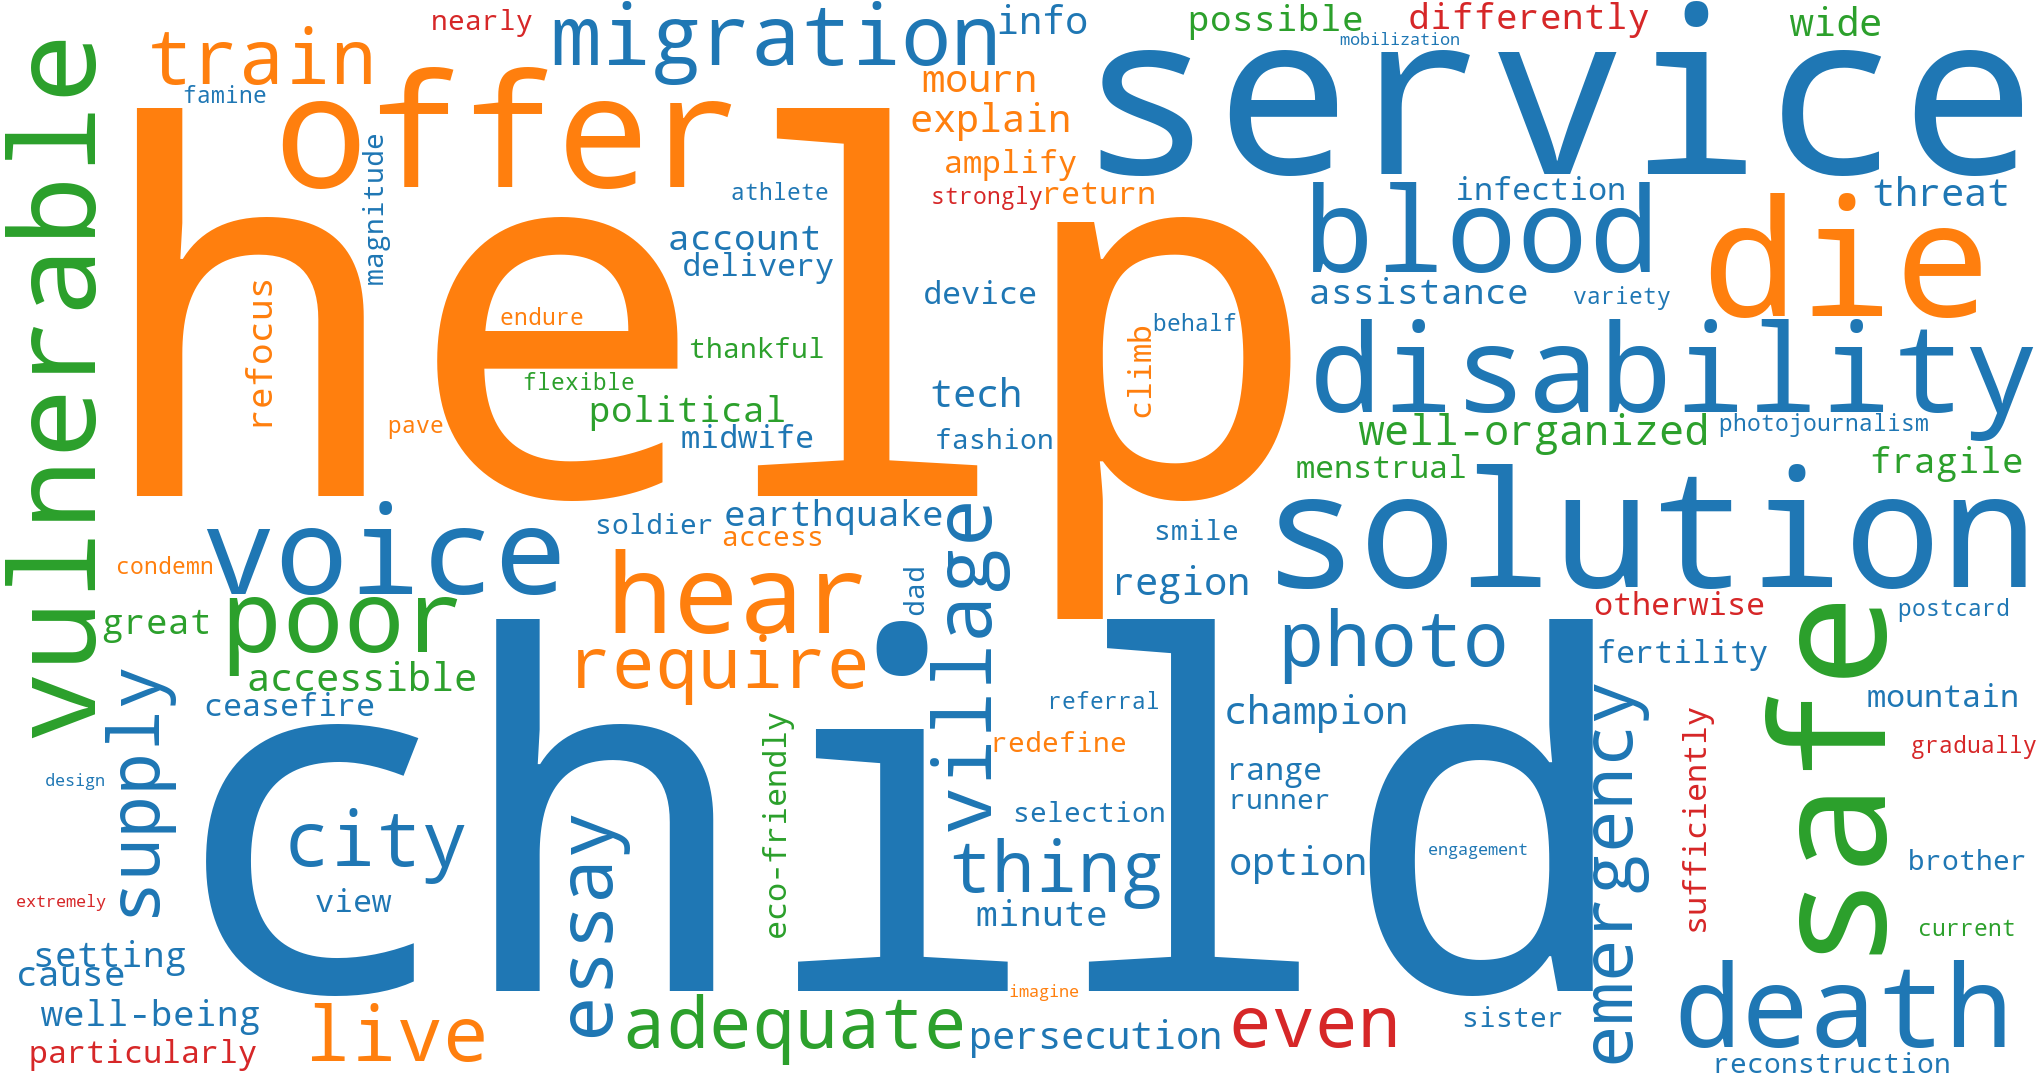 nearly
migration
info
possible
differently
wide
train
mobilization
service
vulnerable
famine
offer
mourn
explain
amplify
magnitude
athlete
strongly
return
infection
threat
help
blood
die
account
delivery
device
assistance
variety
refocus
endure
behalf
climb
thankful
disability
flexible
political
tech
pave
midwife
fashion
well-organized
photojournalism
menstrual
fragile
solution
voice
soldier
earthquake
access
village
smile
condemn
hear
dad
region
great
poor
require
photo
otherwise
postcard
safe
accessible
fertility
supply
ceasefire
child
referral
champion
emergency
mountain
eco-friendly
redefine
sufficiently
gradually
design
range
runner
city
essay
selection
thing
option
engagement
brother
extremely
view
minute
current
setting
cause
well-being
live
adequate
imagine
persecution
even
sister
death
particularly
reconstruction